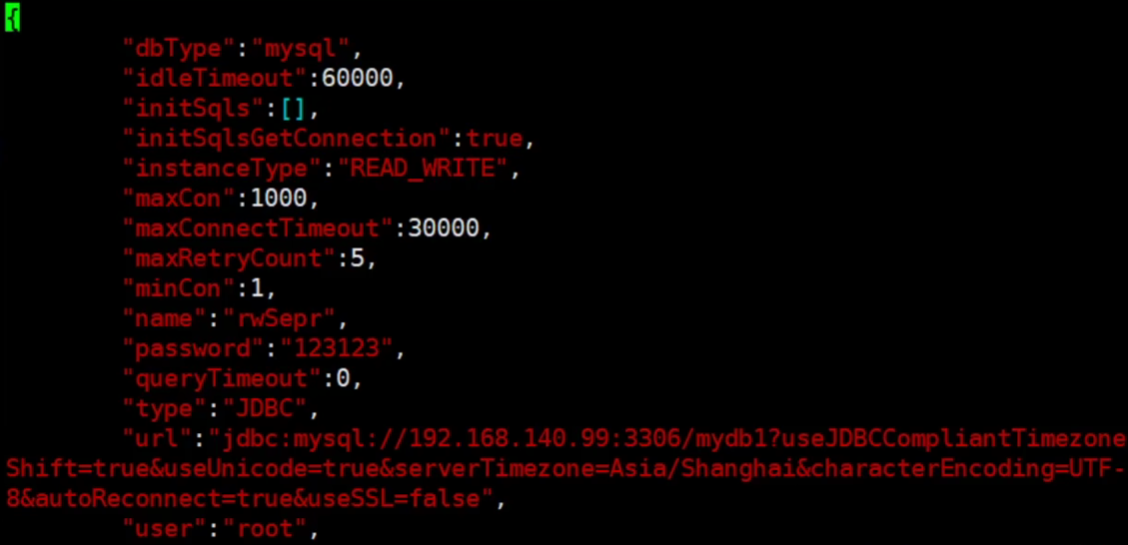 {
"dbType":"mysql",
"idleTimeout":60000,
"initSqls":[],
"initSqlsGetConnection":true,
"instanceType":"READ_WRITE",
"maxCon":1000,
"maxConnectTimeout":30000,
"maxRetryCount":5,
"minCon":1,
"name":"rwSepr",
"password":"123123",
"queryTimeout":0,
"type":"JDBC",
"url":"jdbc:mysql://192.168.140.99:3306/mydb1?useJDBCCompliantTimezone
Shift=true&useUnicode=true&serverTimezone=Asia/Shanghai&characterEncoding=UTF-
8&autoReconnect=true&useSSL=false",
"user":"root",